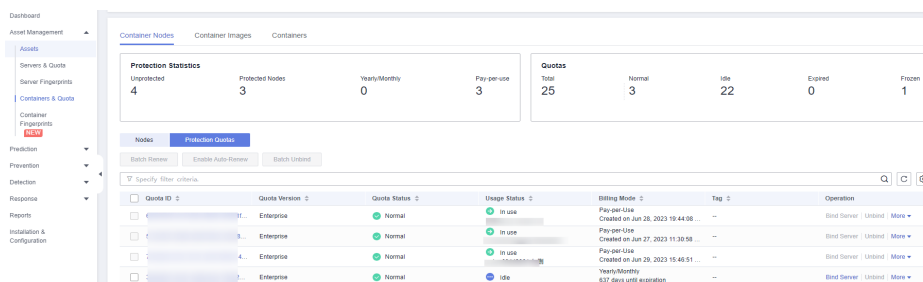 Dashboard
Asset Management
Assets
Servers & Quota
Server Fingerprints
Containers & Quota
Container
Fingerprints
NEW
Prediction
Prevention
Detection
Response
Reports
Installation &
Configuration
Container Nodes Container Images Containers
Protection Statistics
Unprotected Protected Nodes Yearly/Monthly Pay-per-use
4 3 0 3
Quotas
Total Normal Idle Expired Frozen
25 3 22 0 1
Nodes Protection Quotas
Batch Renew Enable Auto-Renew Batch Unbind
Specify filter criteria.
Quota ID Quota Version Quota Status Usage Status Billing Mode Tag Operation
Enterprise Normal In use Pay-per-Use
Created on Jun 28, 2023 19:44:08 ... -- Bind Server Unbind More
Enterprise Normal In use Pay-per-Use
Created on Jun 27, 2023 11:30:58 ... -- Bind Server Unbind More
4... Enterprise Normal In use Pay-per-Use
Created on Jun 29, 2023 15:46:51 ... -- Bind Server Unbind More
Enterprise Normal Idle Yearly/Monthly
637 days until expiration -- Bind Server Unbind More